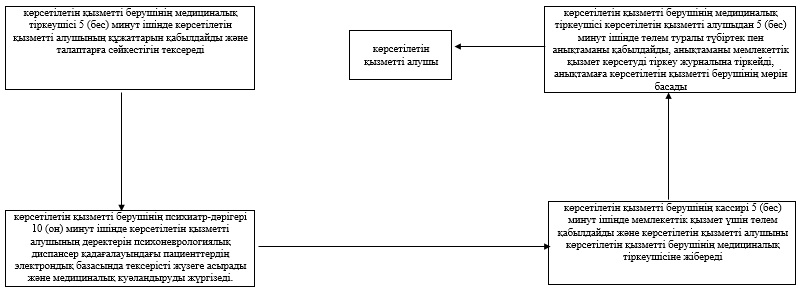 көрсетілетін қызметті берушінің медициналық
тіркеушісі 5 (бес) минут ішінде көрсетілетін
қызметті алушының құжаттарын қабылдайды және
талаптарға сәйкестігін тексереді
көрсетілетін
қызметті алушы
көрсетілетін қызметті берушінің медициналық
тіркеушісі көрсетілетін қызметті алушыдан 5 (бес)
минут ішінде төлем туралы түбіртек пен
анықтаманы қабылдайды, анықтаманы мемлекеттік
қызмет көрсетуді тіркеу журналына тіркейді,
анықтамаға көрсетілетін қызметті берушінің мөрін
басады
көрсетілетін қызметті берушінің психиатр-дәрігері
10 (он) минут ішінде көрсетілетін қызметті
алушының деректерін психоневрологиялық
диспансер қадағалауындағы пациенттердің
электрондық базасында тексерісті жүзеге асырады
және медициналық куәландыруды жүргізеді.
көрсетілетін қызметті берушінің кассирі 5 (бес)
минут ішінде мемлекеттік қызмет үшін төлем
қабылдайды және көрсетілетін қызметті алушыны
көрсетілетін қызметті берушінің медициналық
тіркеушісіне жібереді